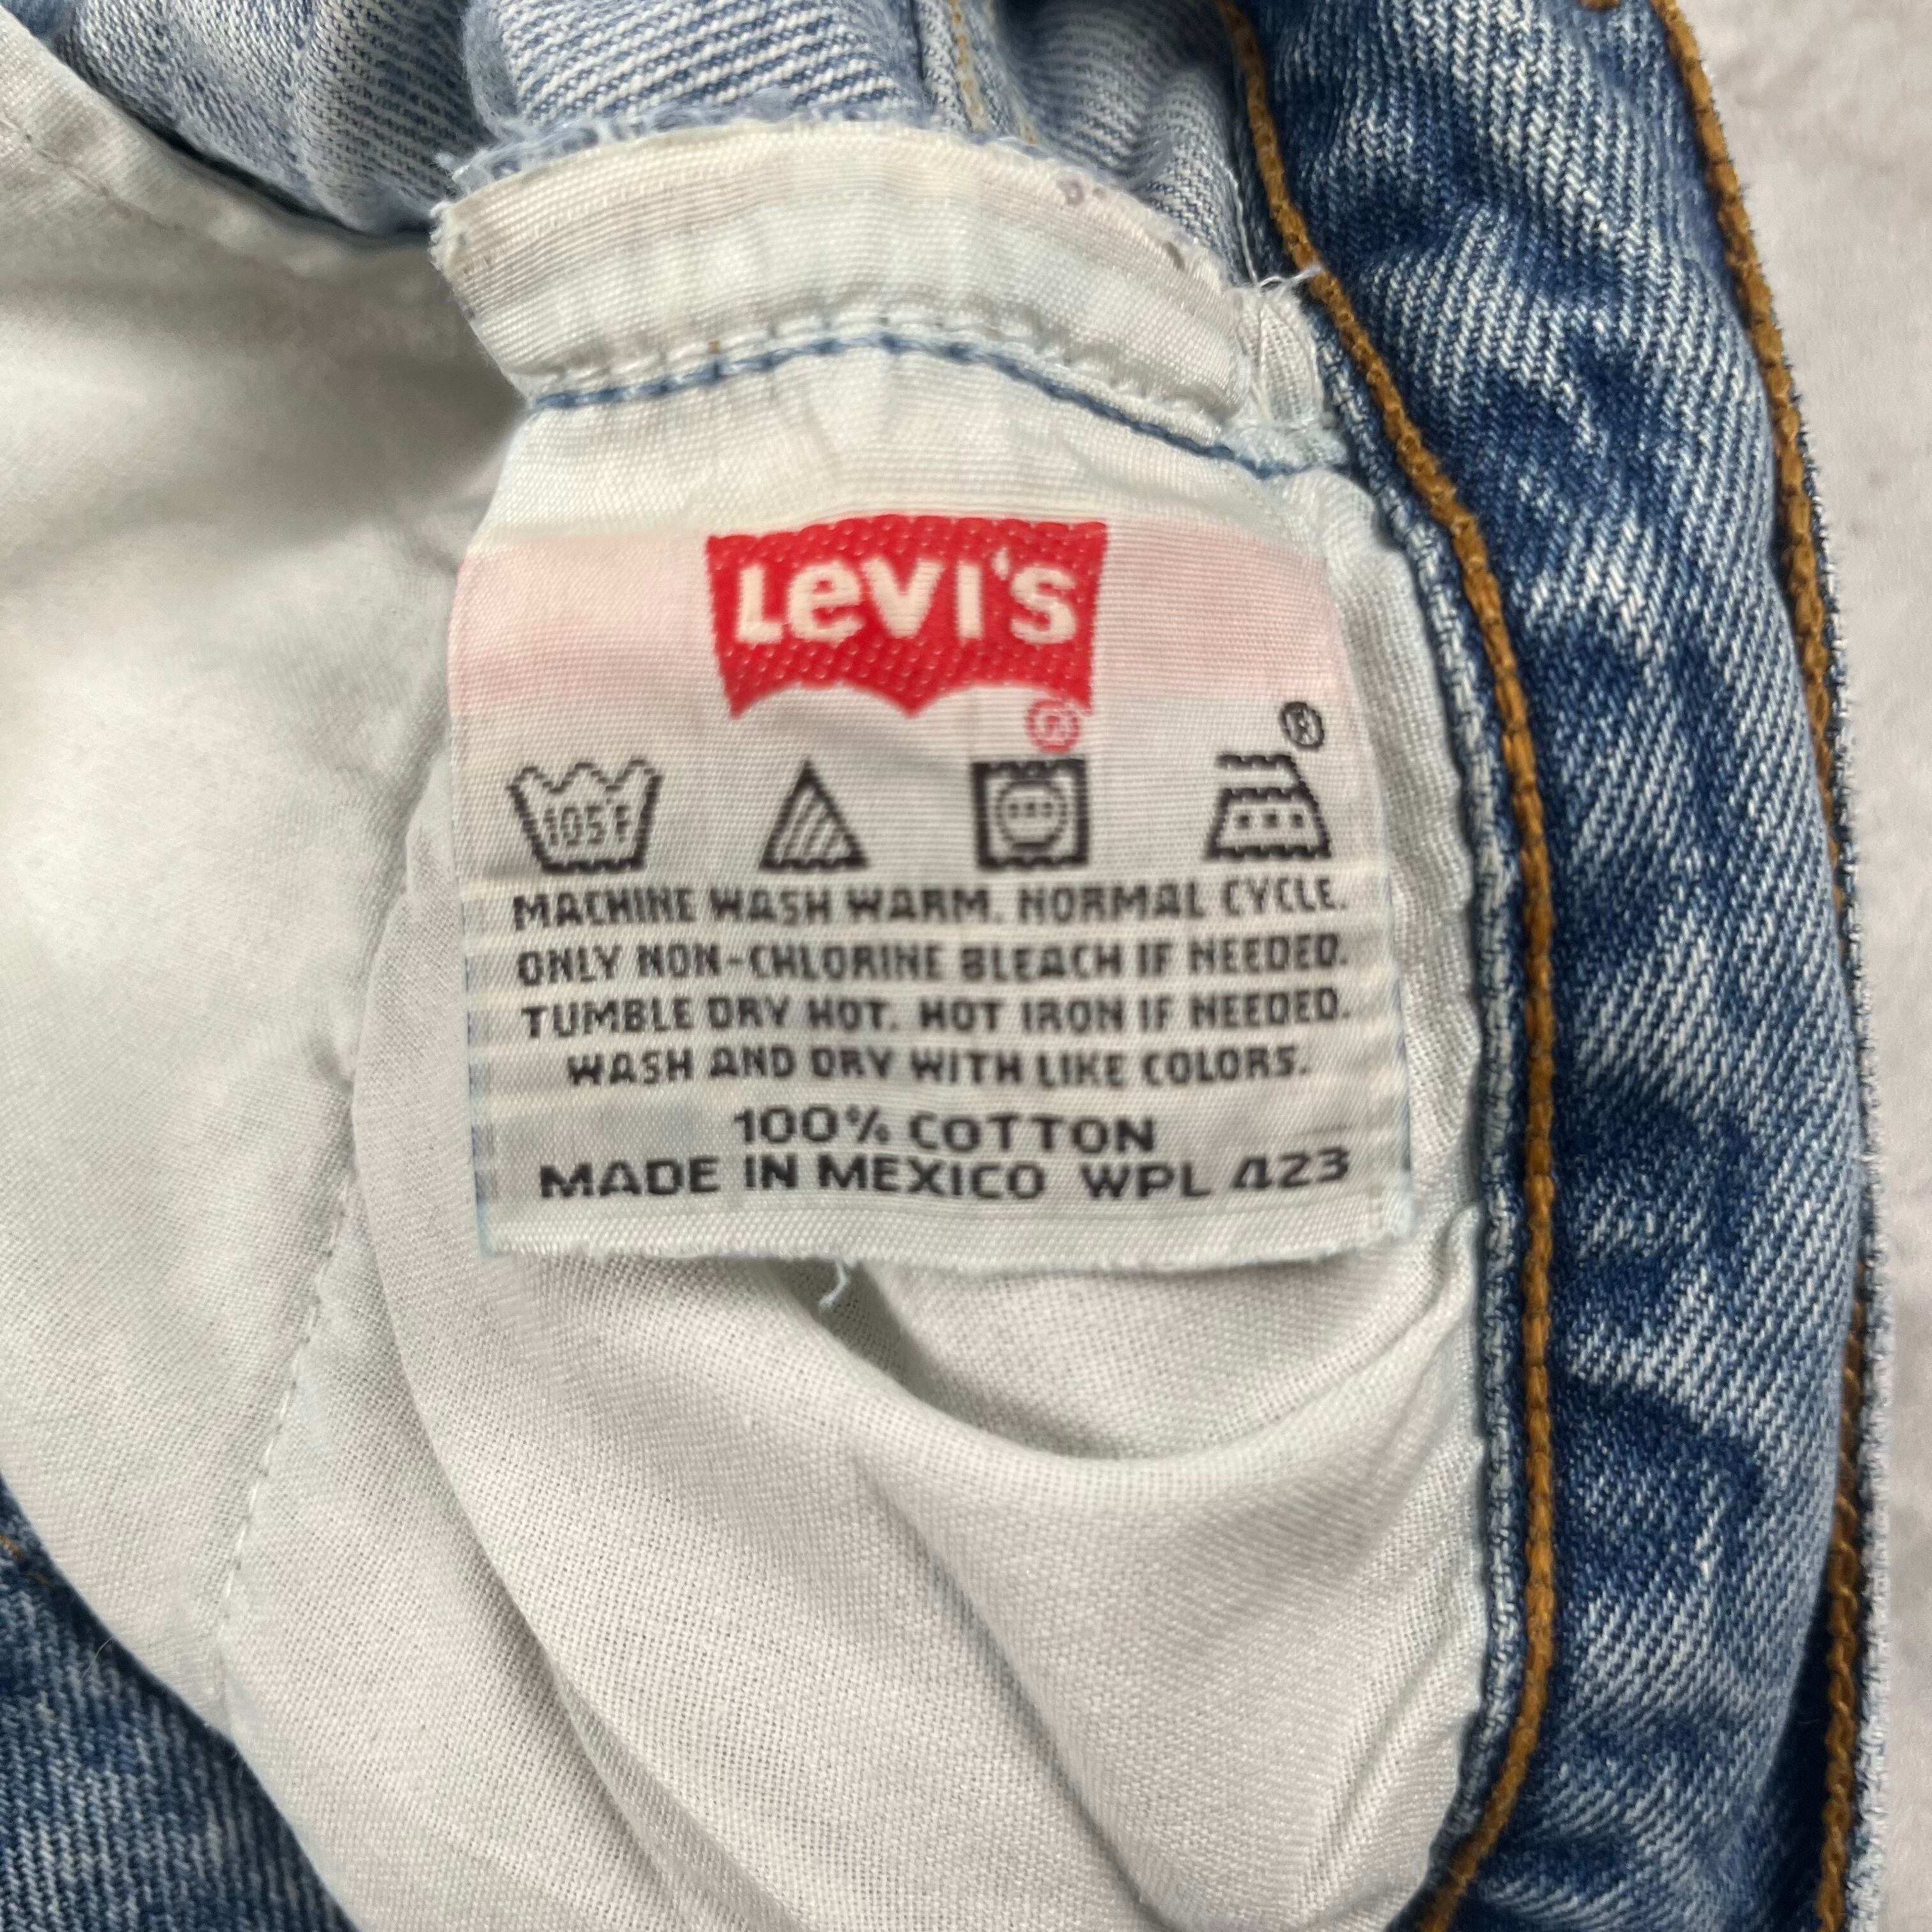 Levi's
®
®
105°F
MACHINE WASH WARM. NORMAL CYCLE.
ONLY NON-CHLORINE BLEACH IF NEEDED.
TUMBLE DRY HOT. HOT IRON IF NEEDED.
WASH AND DRY WITH LIKE COLORS.
100% COTTON
MADE IN MEXICO WPL 423